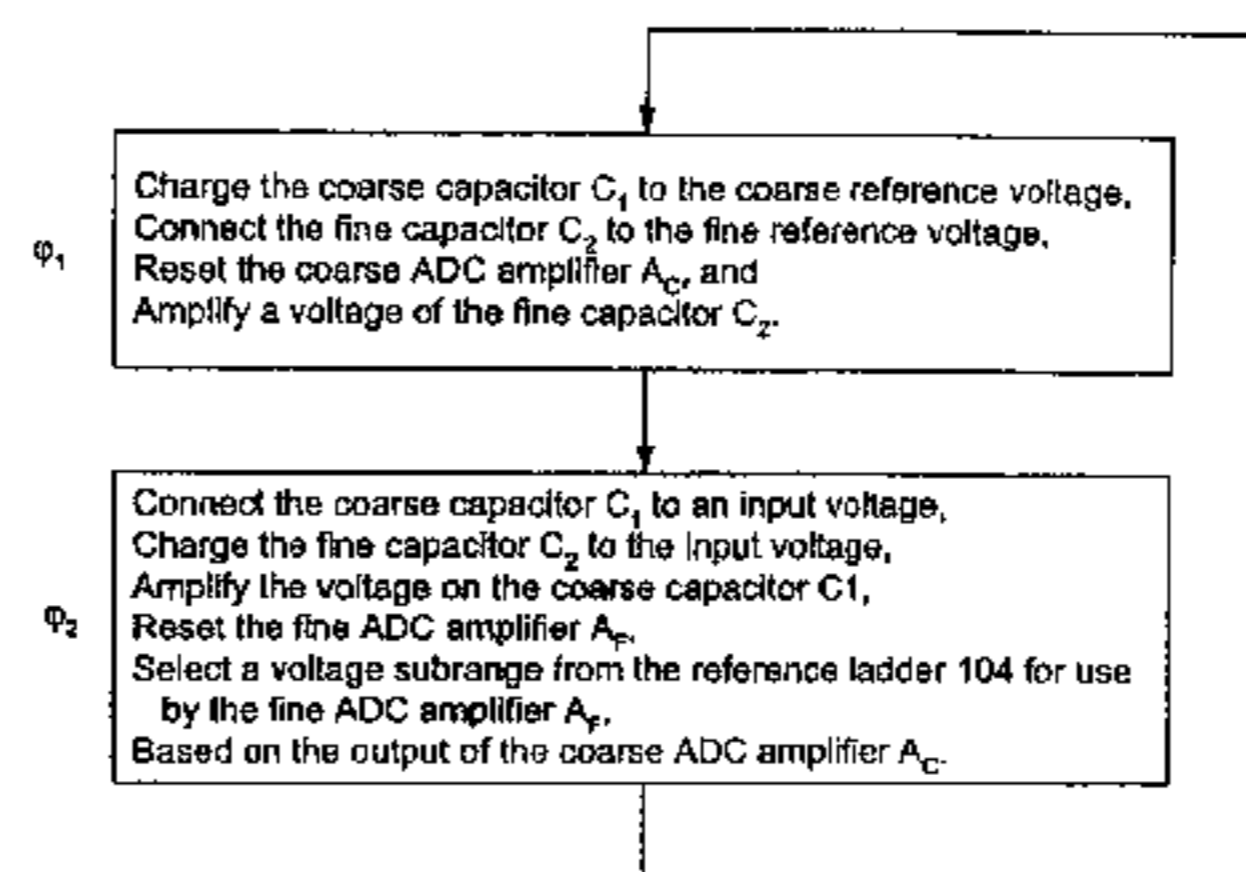 Charge the coarse capacitor C₁ to the coarse reference voltage,
Connect the fine capacitor C₂ to the fine reference voltage,
φ₁
Reset the coarse ADC amplifier A_C, and
Amplify a voltage of the fine capacitor C₂.
Connect the coarse capacitor C₁ to an input voltage,
Charge the fine capacitor C₂ to the input voltage,
Amplify the voltage on the coarse capacitor C1,
φ₂
Reset the fine ADC amplifier A_F,
Select a voltage subrange from the reference ladder 104 for use
by the fine ADC amplifier A_F,
Based on the output of the coarse ADC amplifier A_C.